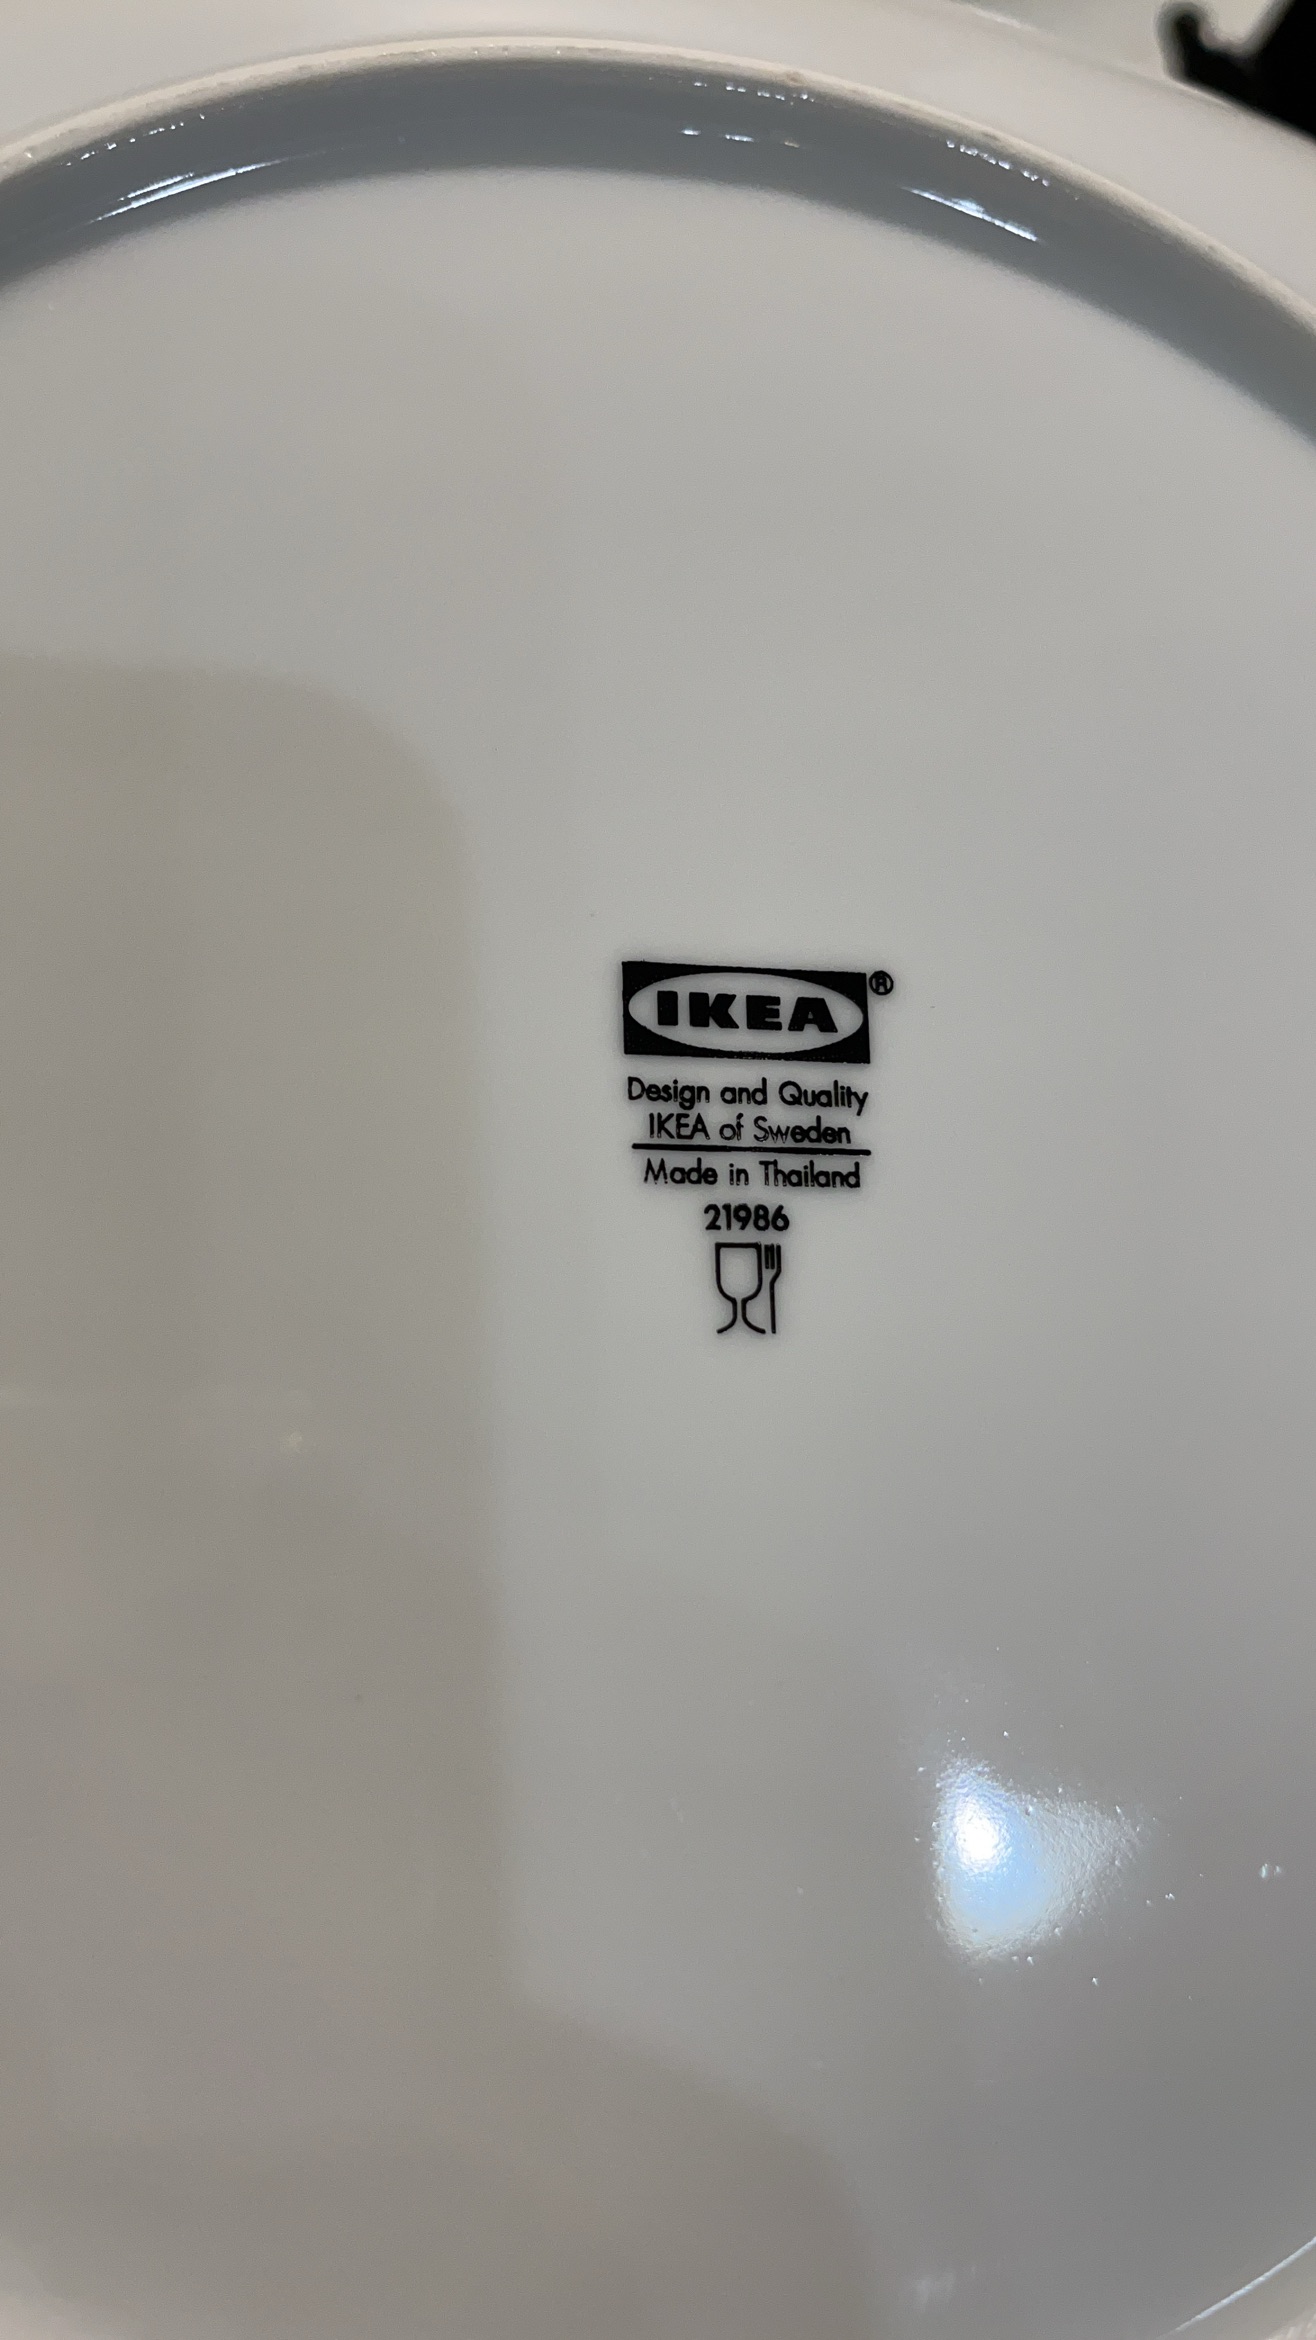 IKEA®
Design and Quality
IKEA of Sweden
Made in Thailand
21986